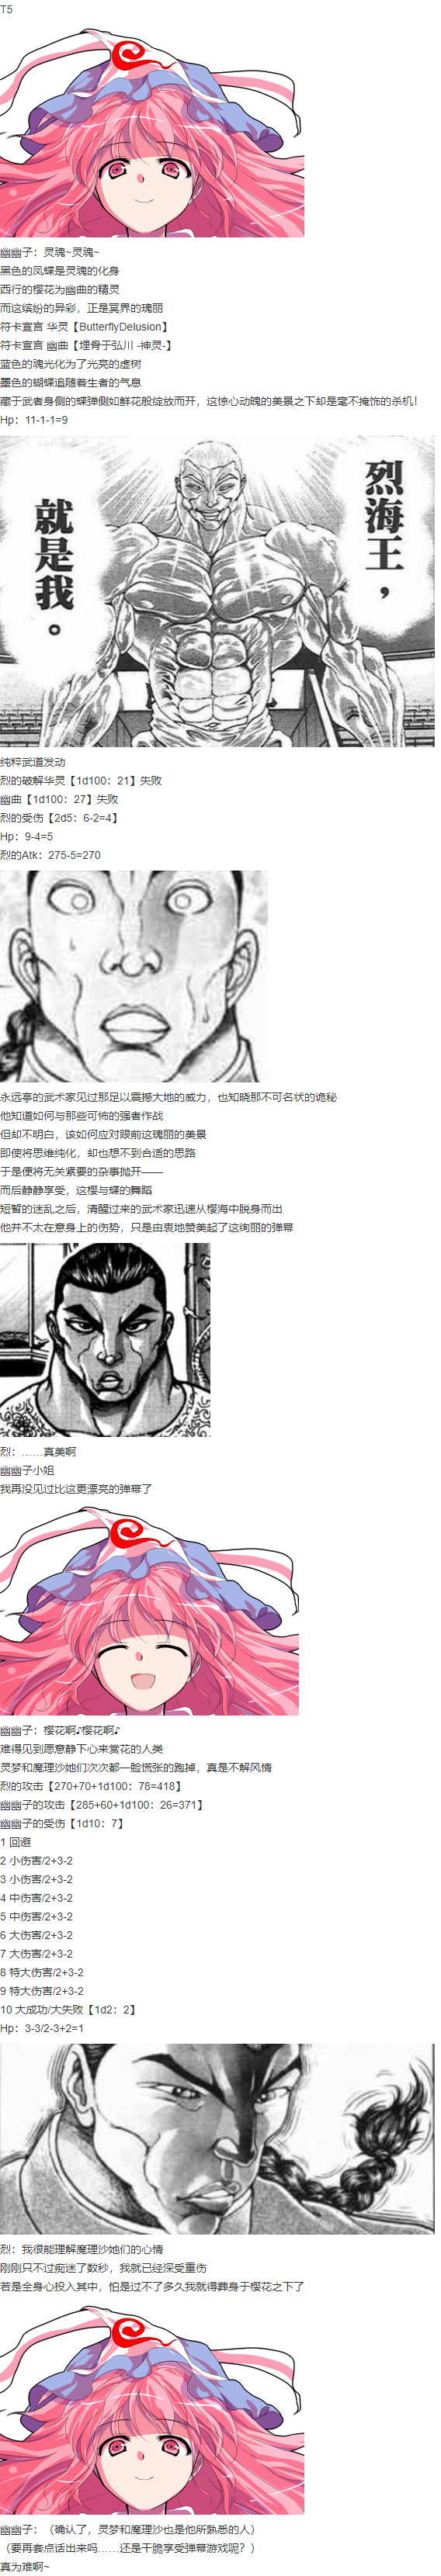 T5
幽幽子：灵魂~灵魂~
黑色的凤蝶是灵魂的化身
西行的樱花为幽曲的精灵
而这缤纷的异彩，正是冥界的瑰丽
符卡宣言 华灵【ButterflyDelusion】
符卡宣言 幽曲【埋骨于弘川 -神灵-】
蓝色的魂光化为了光亮的虚树
墨色的蝴蝶追随着生者的气息
藏于武者身侧的蝶弹侧如鲜花般绽放而开，这惊心动魄的美景之下却是毫不掩饰的杀机！
Hp：11-1-1=9
烈海王，
就是我。
纯粹武道发动
烈的破解华灵【1d100：21】失败
幽曲【1d100：27】失败
烈的受伤【2d5：6-2=4】
Hp：9-4=5
烈的Atk：275-5=270
永远亭的武术家见过那足以震撼大地的威力，也知晓那不可名状的诡秘
他知道如何与那些可怖的强者作战
但却不明白，该如何应对眼前这瑰丽的美景
即使将思维纯化，却也想不到合适的思路
于是便将无关紧要的杂事抛开——
而后静静享受，这樱与蝶的舞蹈
短暂的迷乱之后，清醒过来的武术家迅速从樱海中脱身而出
他并不太在意身上的伤势，只是由衷地赞美起了这绚丽的弹幕
烈：……真美啊
幽幽子小姐
我再没见过比这更漂亮的弹幕了
幽幽子：樱花啊♪樱花啊♪
难得见到愿意静下心来赏花的人类
灵梦和魔理沙她们次次都一脸慌张的跑掉，真是不解风情
烈的攻击【270+70+1d100：78=418】
幽幽子的攻击【285+60+1d100：26=371】
幽幽子的受伤【1d10：7】
1 回避
2 小伤害/2+3-2
3 小伤害/2+3-2
4 中伤害/2+3-2
5 中伤害/2+3-2
6 大伤害/2+3-2
7 大伤害/2+3-2
8 特大伤害/2+3-2
9 特大伤害/2+3-2
10 大成功/大失败【1d2：2】
Hp：3-3/2-3+2=1
烈：我很能理解魔理沙她们的心情
刚刚只不过痴迷了数秒，我就已经深受重伤
若是全身心投入其中，怕是过不了多久我就得葬身于樱花之下了
幽幽子：（确认了，灵梦和魔理沙也是他所熟悉的人）
（要再套点话出来吗……还是干脆享受弹幕游戏呢？）
真为难啊~